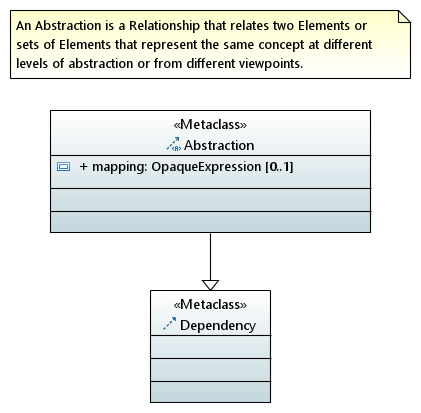 An Abstraction is a Relationship that relates two Elements or
sets of Elements that represent the same concept at different
levels of abstraction or from different viewpoints.
«Metaclass»
Abstraction
+ mapping: OpaqueExpression [0..1]
«Metaclass»
Dependency